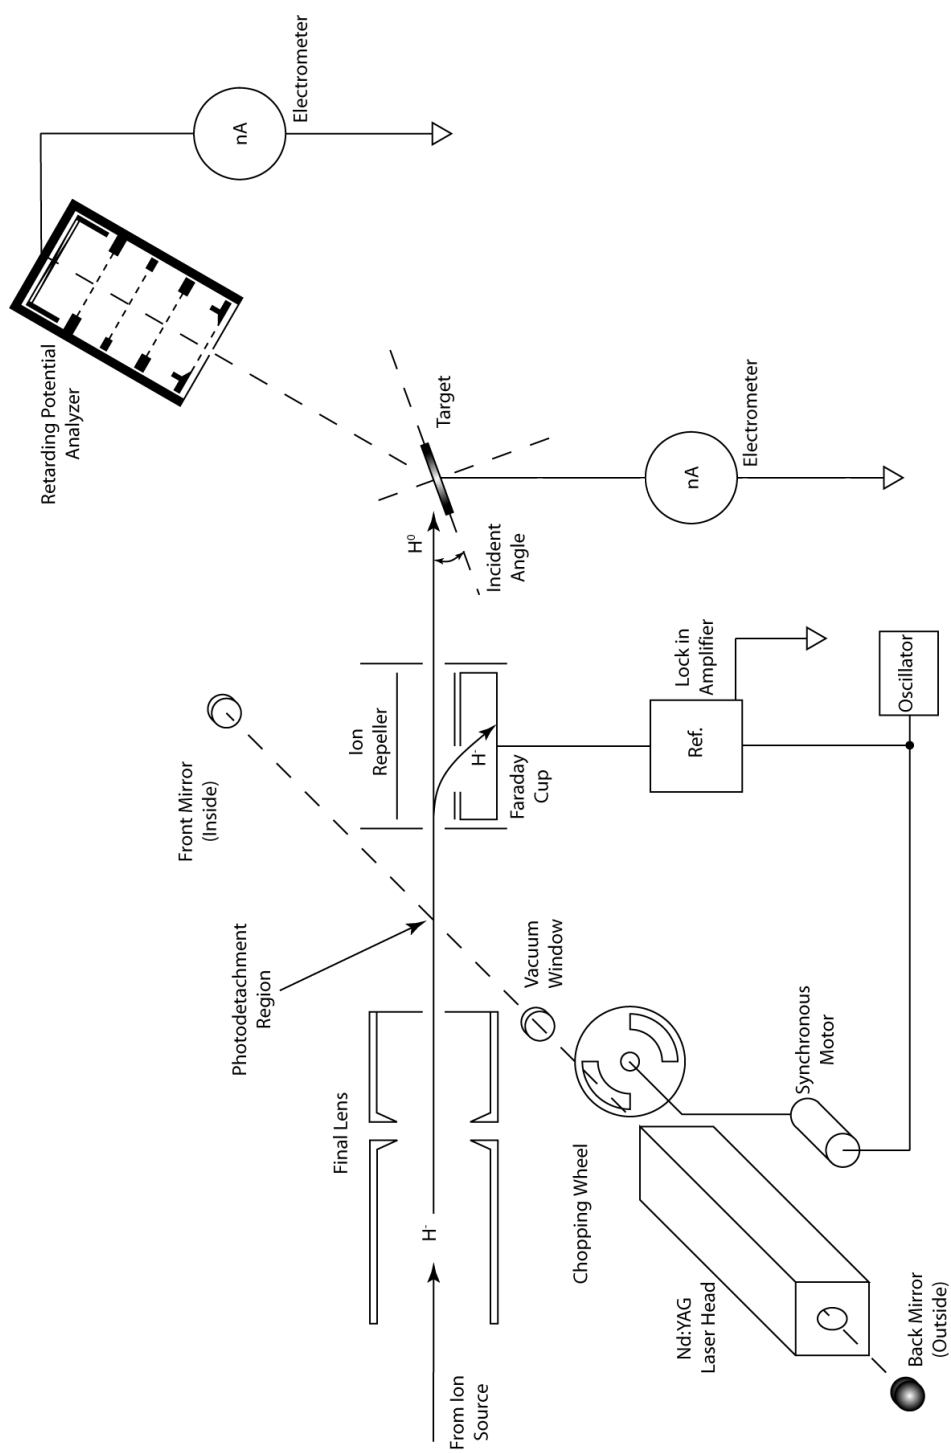 From Ion
Source
H-
Final Lens
Photodetachment
Region
Front Mirror
(Inside)
Ion
Repeller
H-
Faraday
Cup
H0
Incident
Angle
Target
Retarding Potential
Analyzer
nA
Electrometer
nA
Electrometer
Lock in
Amplifier
Ref.
Oscillator
Vacuum
Window
Chopping Wheel
Synchronous
Motor
Nd:YAG
Laser Head
Back Mirror
(Outside)